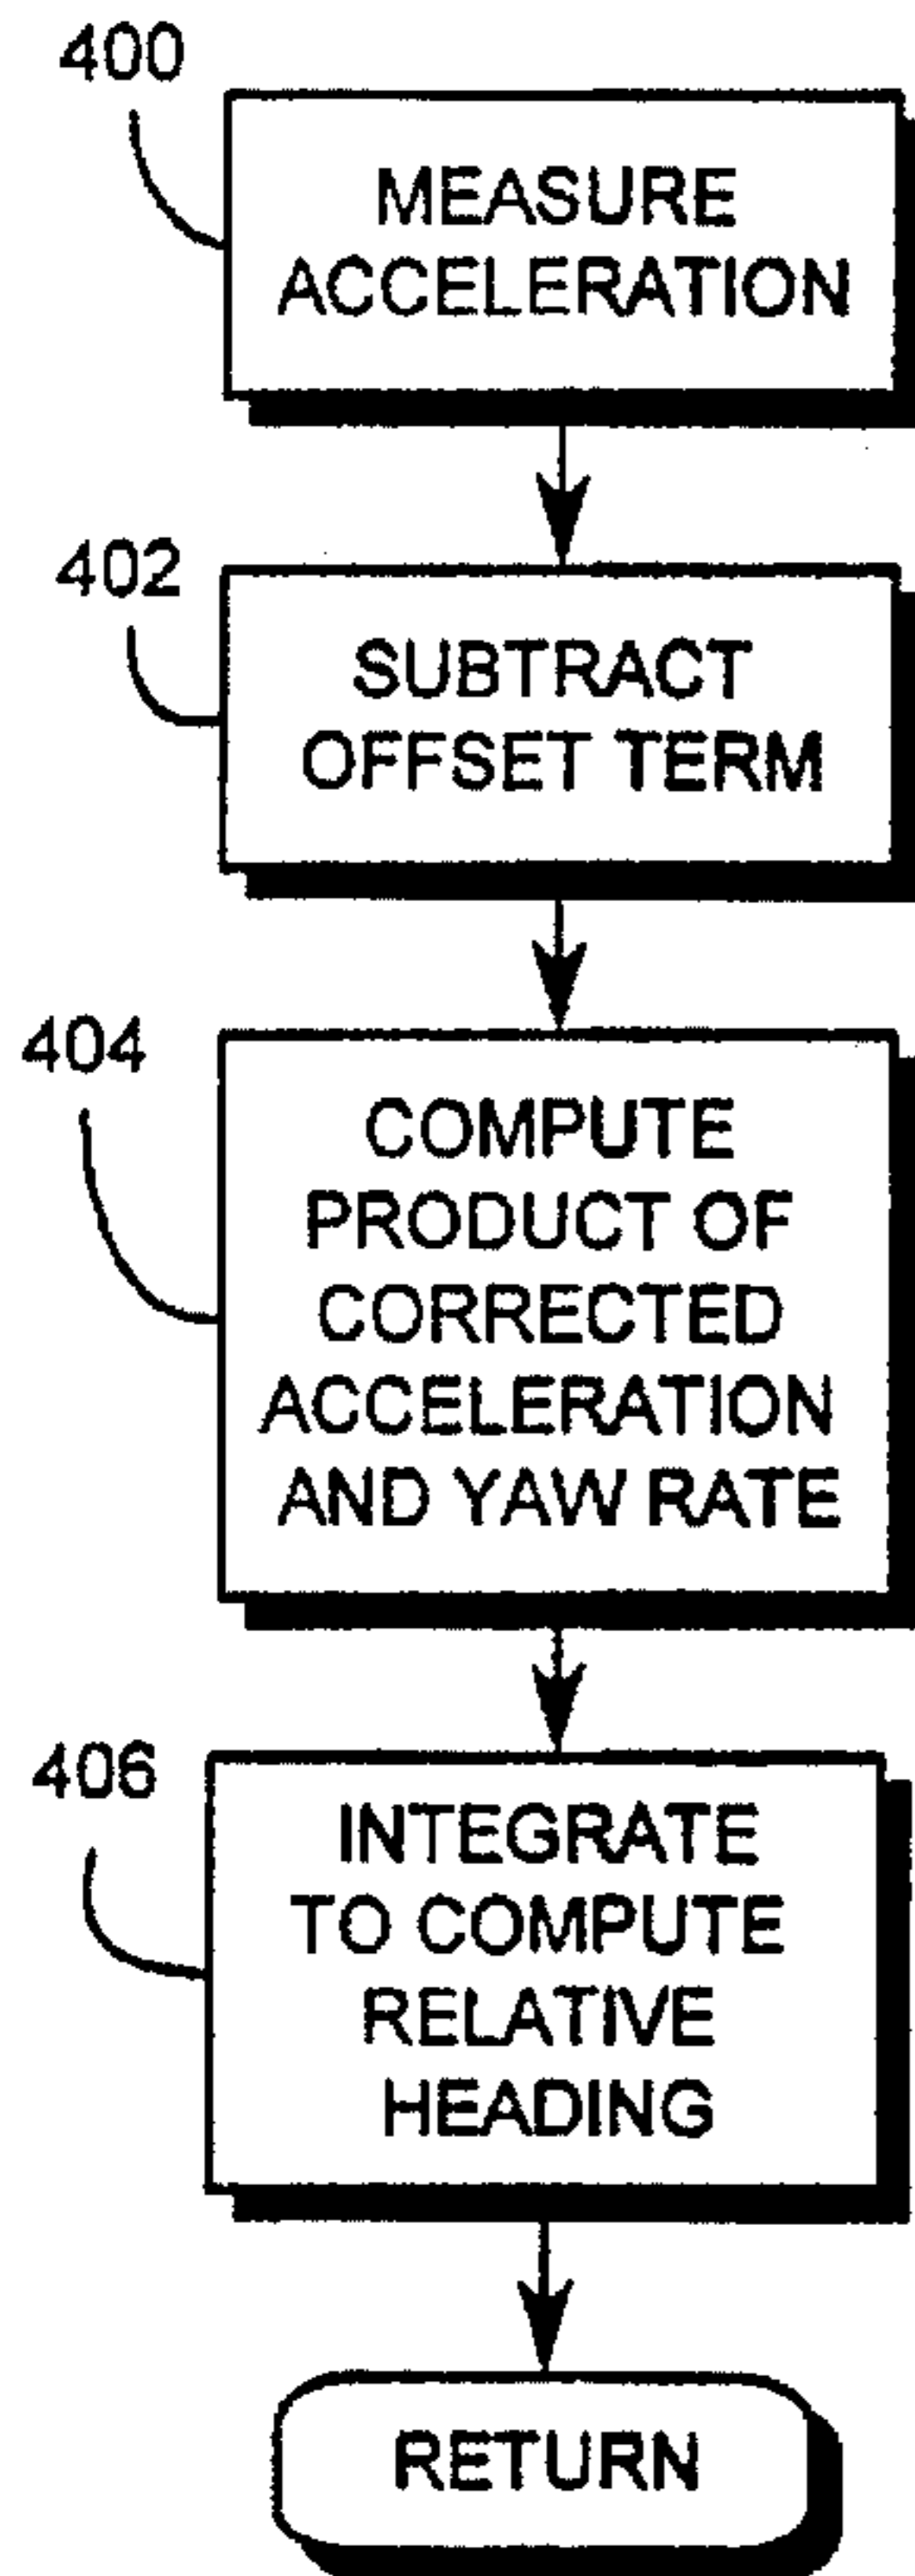 400
MEASURE
ACCELERATION
402
SUBTRACT
OFFSET TERM
404
COMPUTE
PRODUCT OF
CORRECTED
ACCELERATION
AND YAW RATE
406
INTEGRATE
TO COMPUTE
RELATIVE
HEADING
RETURN